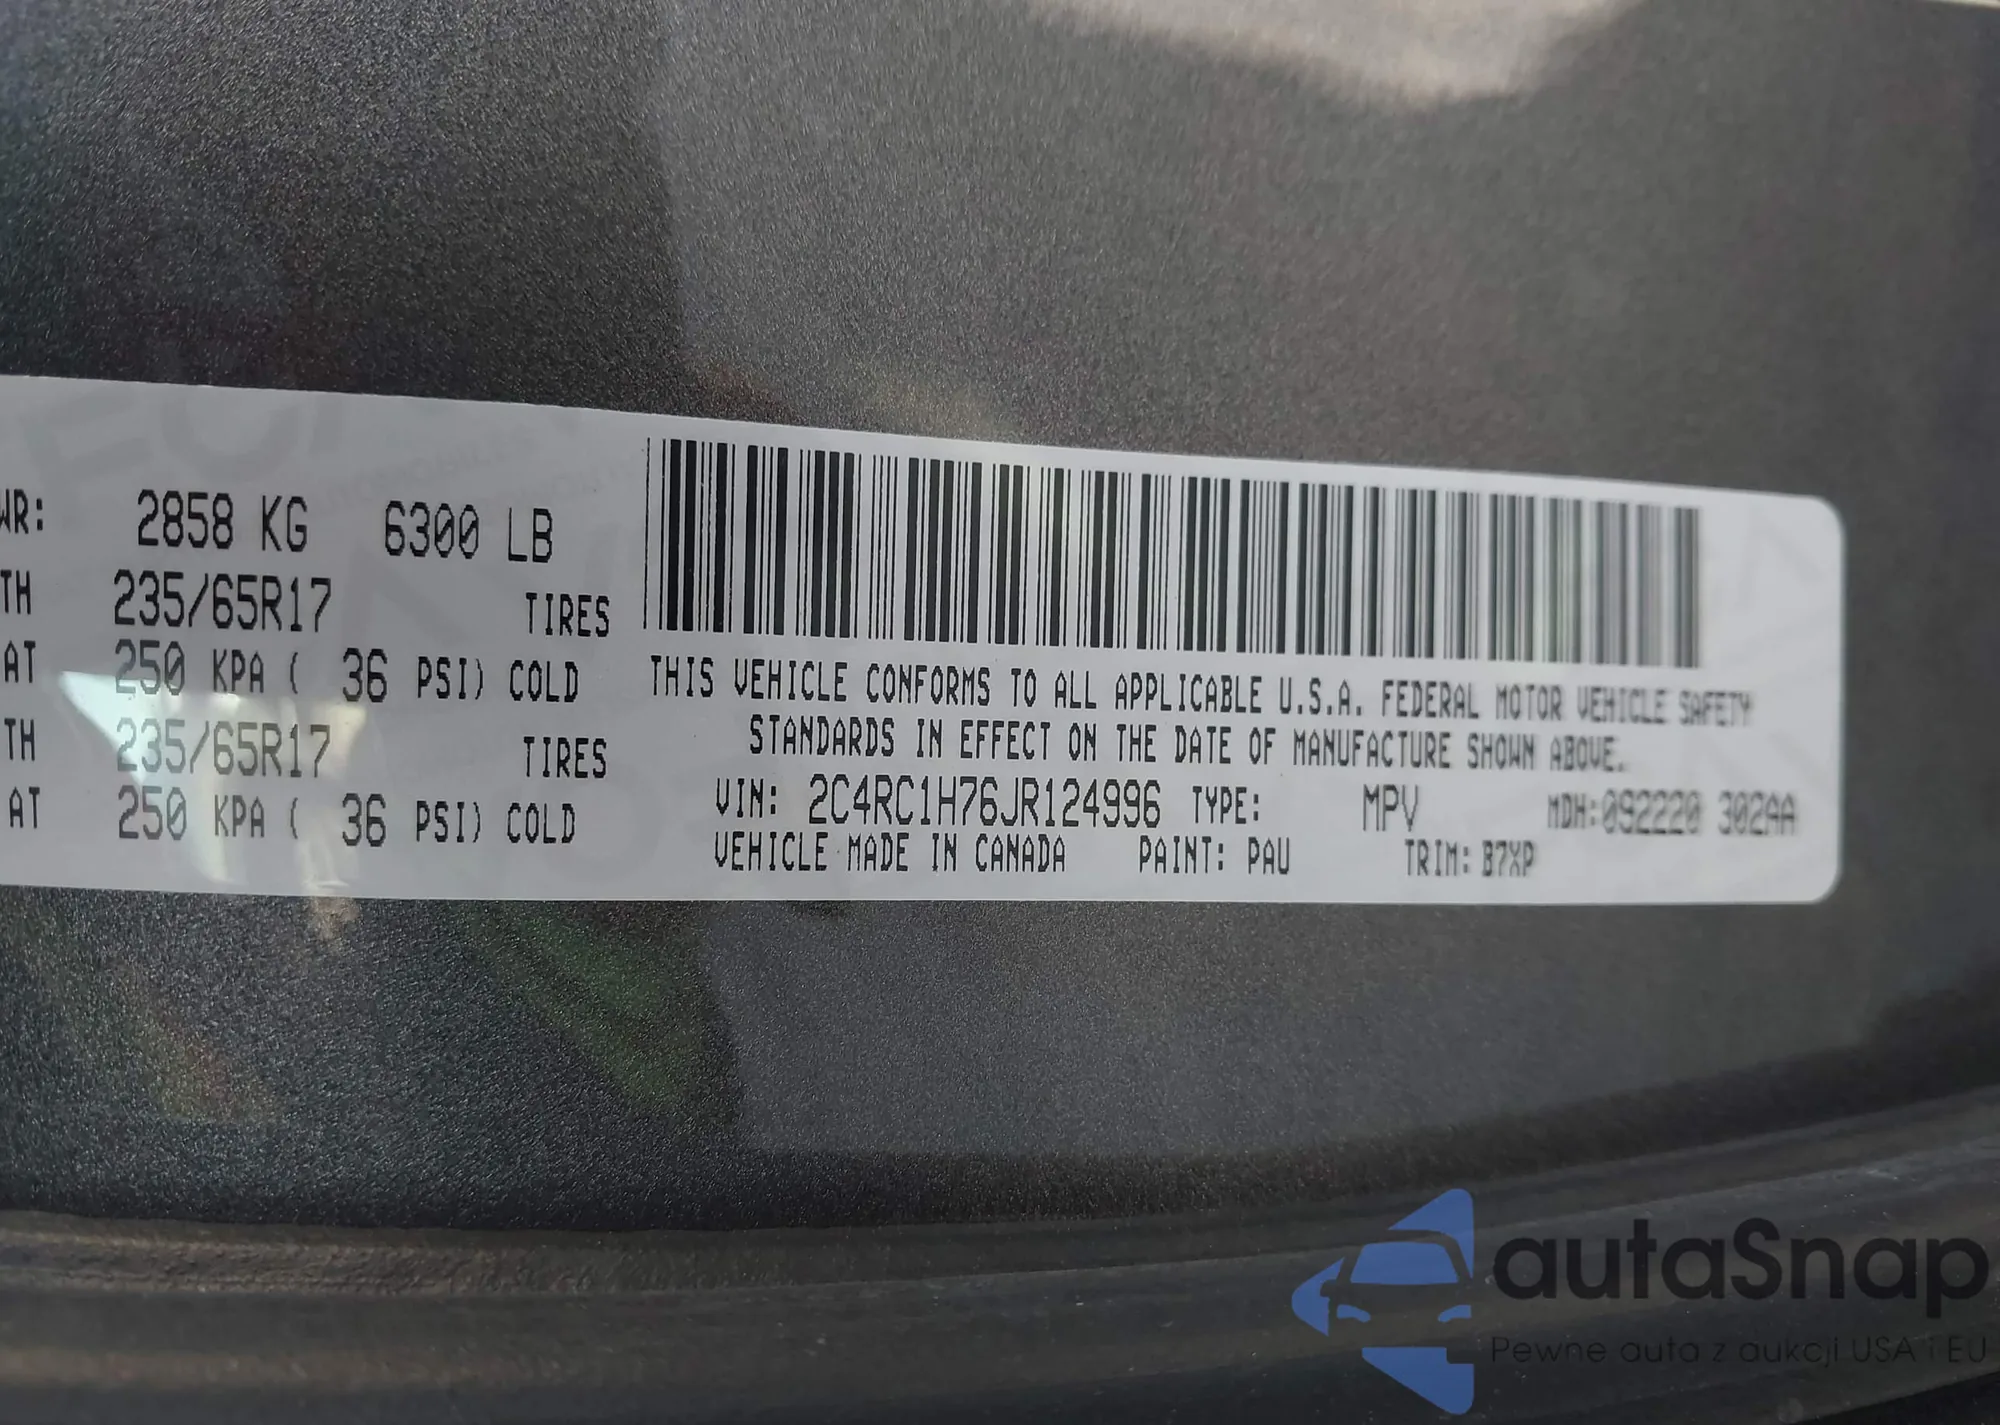 WR: 2858 KG 6300 LB
TH 235/65R17 TIRES
AT 250 KPA ( 36 PSI) COLD
TH 235/65R17 TIRES
AT 250 KPA ( 36 PSI) COLD
THIS VEHICLE CONFORMS TO ALL APPLICABLE U.S.A. FEDERAL MOTOR VEHICLE SAFETY
STANDARDS IN EFFECT ON THE DATE OF MANUFACTURE SHOWN ABOVE.
VIN: 2C4RC1H76JR124996 TYPE: MPV MDH:092220 302AA
VEHICLE MADE IN CANADA PAINT: PAU TRIM: B7XP
autaSnap
Pewne auta z aukcji USA i EU